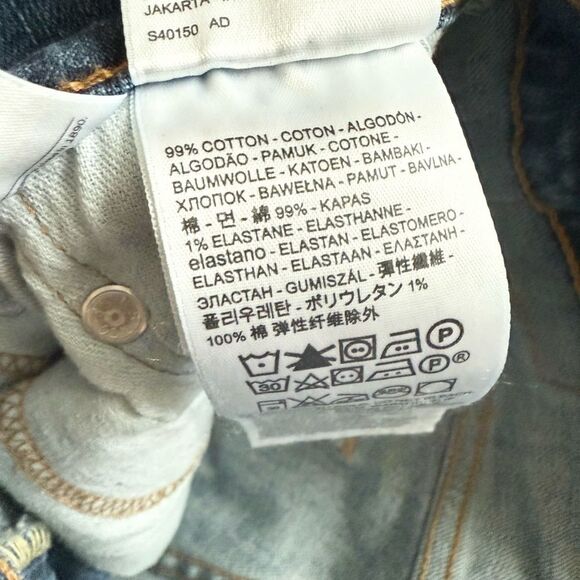 JAKARTA
S40150 AD
99% COTTON - COTON - ALGODÓN -
ALGODÃO - PAMUK - COTONE -
BAUMWOLLE - KATOEN - BAMBAKI -
ХЛОПОК - BAWEŁNA - PAMUT - BAVLNA -
棉 - 면 - 綿 99% - KAPAS
1% ELASTANE - ELASTHANNE -
elastano - ELASTAN - ELASTOMERO -
ELASTHAN - ELASTAAN - ΕΛΑΣΤΑΝΗ -
ЭЛАСТАН - GUMISZÁL - 彈性纖維 -
폴리우레탄 - ポリウレタン 1%
100% 棉 弹性纤维除外
P
30 P ®